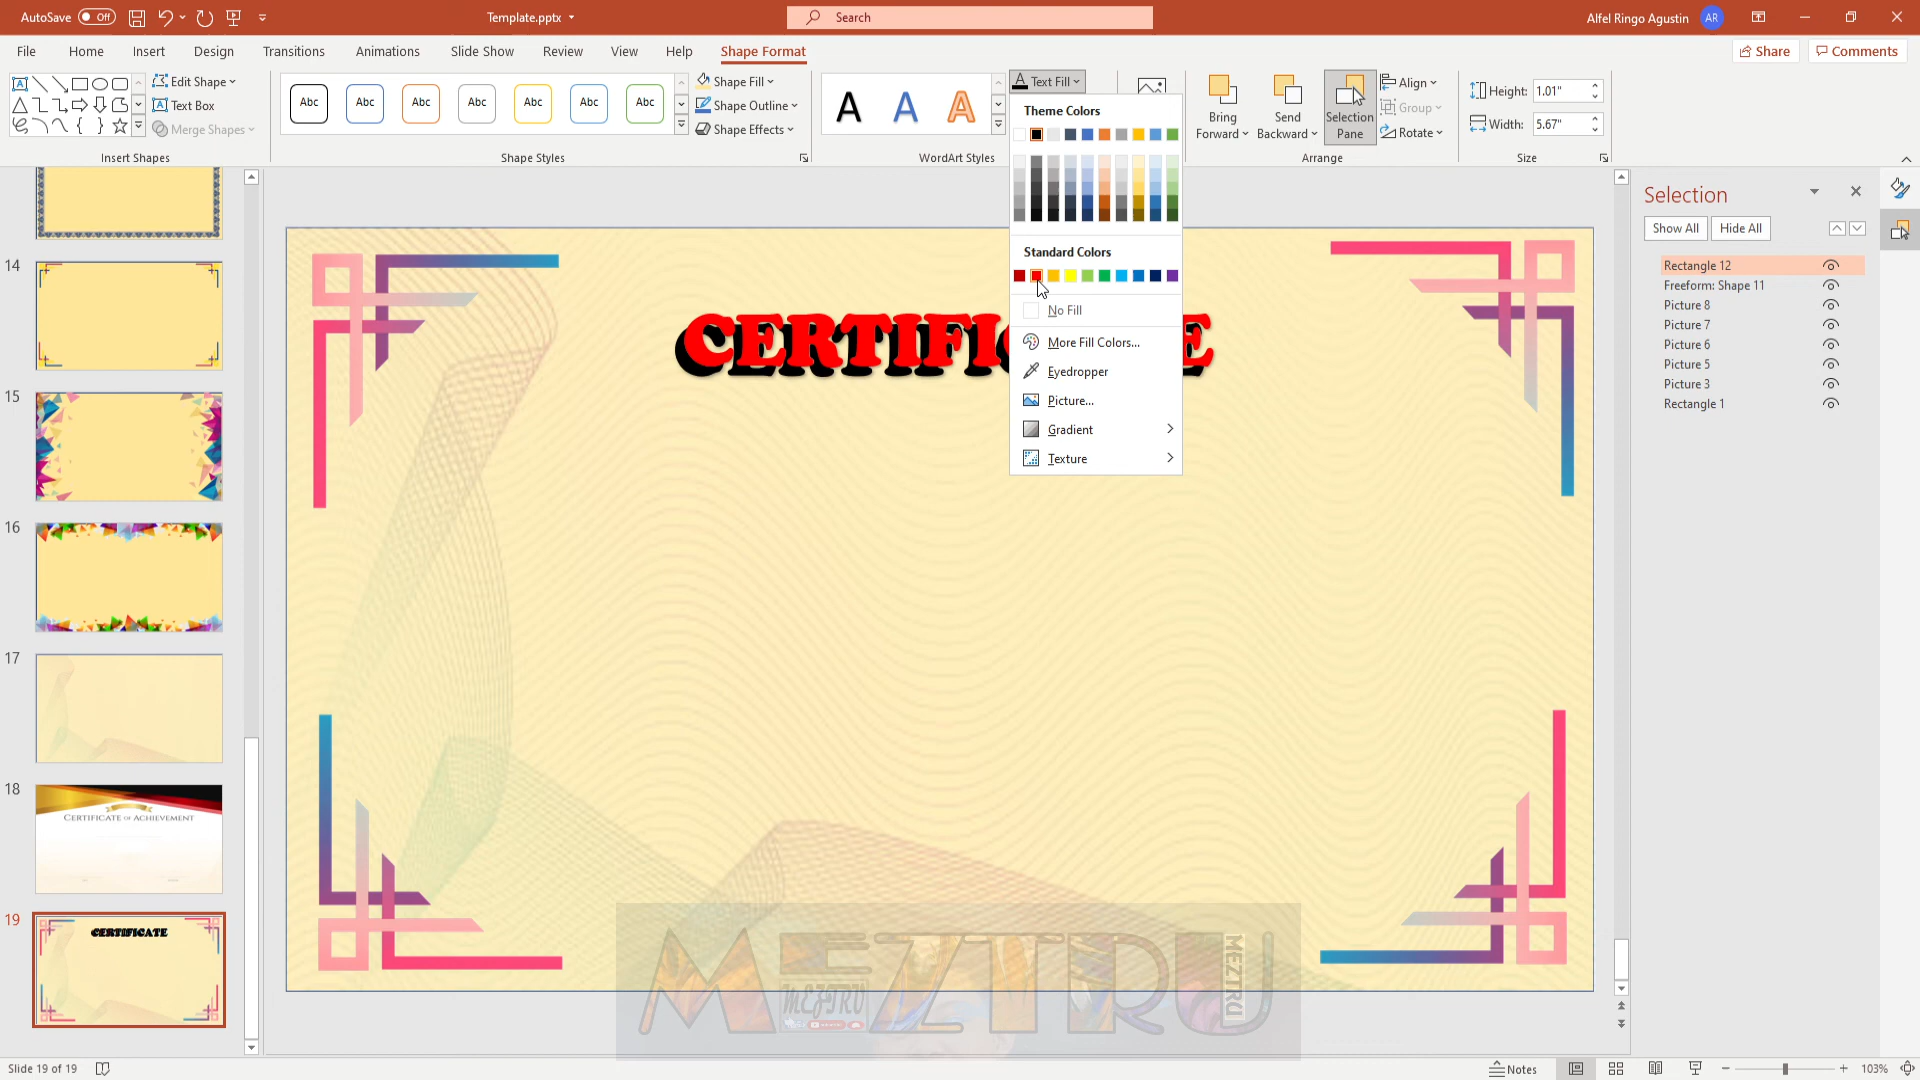 AutoSave Off Template.pptx Search Alfel Ringo Agustin AR
File Home Insert Design Transitions Animations Slide Show Review View Help Shape Format Share Comments
Edit Shape
Text Box
Merge Shapes
Insert Shapes
Abc Abc Abc Abc Abc Abc Abc
Shape Fill
Shape Outline
Shape Effects
Shape Styles
A A A
WordArt Styles
Text Fill
Theme Colors
Standard Colors
No Fill
More Fill Colors...
Eyedropper
Picture...
Gradient
Texture
Bring Forward
Send Backward
Selection Pane
Align
Group
Rotate
Arrange
Height: 1.01"
Width: 5.67"
Size
14
15
16
17
18
CERTIFICATE OF ACHIEVEMENT
19
CERTIFICATE
CERTIFIC E
MEZTRU
MEZTRU
MEZTRU
Selection
Show All Hide All
Rectangle 12
Freeform: Shape 11
Picture 8
Picture 7
Picture 6
Picture 5
Picture 3
Rectangle 1
Slide 19 of 19 Notes 103%